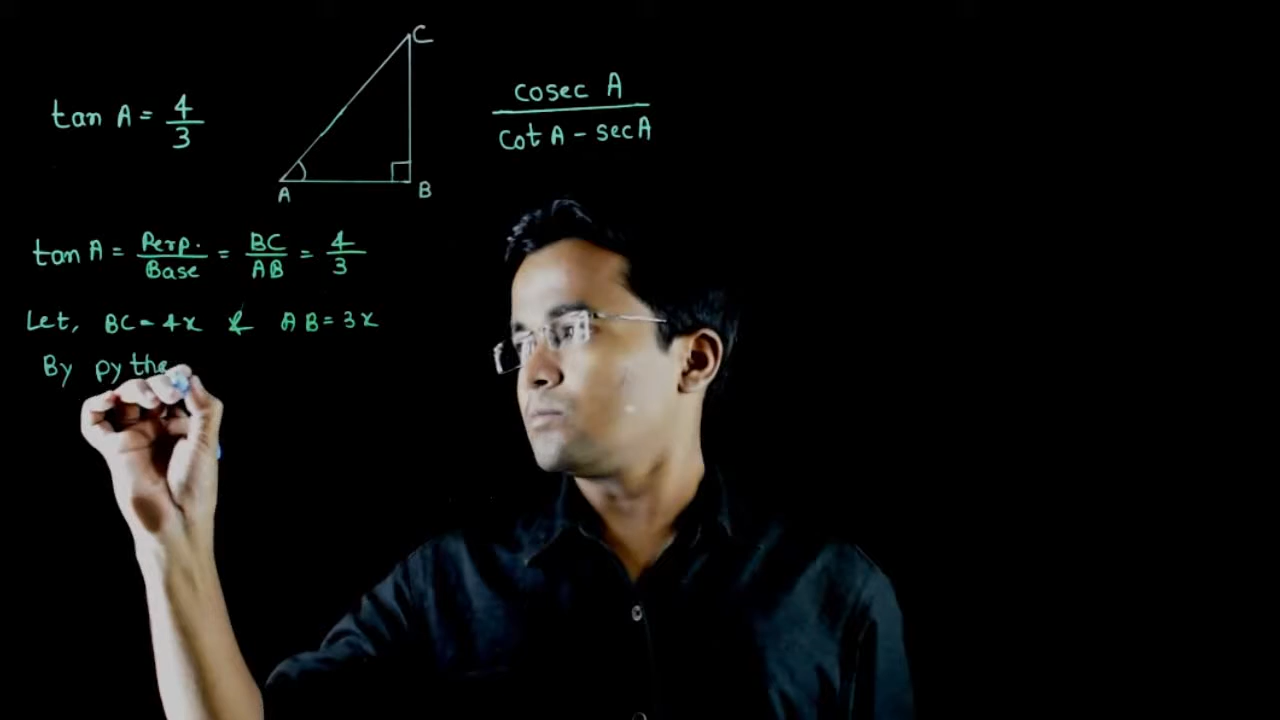 tan A = 4/3
C
A
B
cosec A / cot A - sec A
tan A = Perp. / Base = BC / AB = 4/3
Let, BC = 4x & AB = 3x
By pythe